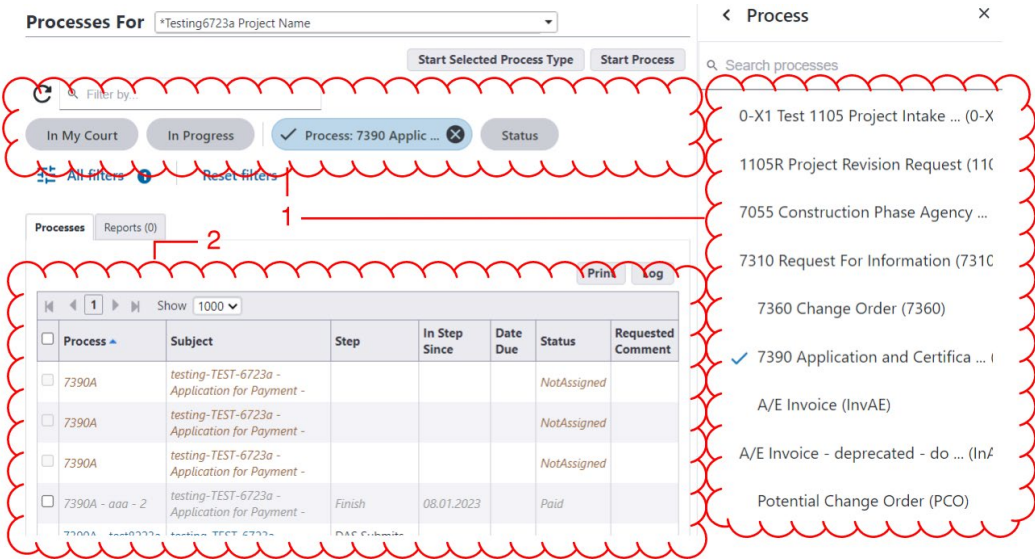 Processes For *Testing6723a Project Name
Start Selected Process Type Start Process
Filter by...
In My Court In Progress Process: 7390 Applic ... Status
All filters Reset filters
1
Processes Reports (0)
2
Print Log
1 Show 1000
Process Subject Step In Step Since Date Due Status Requested Comment
7390A testing-TEST-6723a - NotAssigned
Application for Payment -
7390A testing-TEST-6723a - NotAssigned
Application for Payment -
7390A testing-TEST-6723a - NotAssigned
Application for Payment -
7390A - aaa - 2 testing-TEST-6723a - Finish 08.01.2023 Paid
Application for Payment -
testing-TEST-6723a DAS Submits
Process
Search processes
0-X1 Test 1105 Project Intake ... (0-X
1105R Project Revision Request (110
7055 Construction Phase Agency ...
7310 Request For Information (7310
7360 Change Order (7360)
7390 Application and Certifica ... (
A/E Invoice (InvAE)
A/E Invoice - deprecated - do ... (InA
Potential Change Order (PCO)